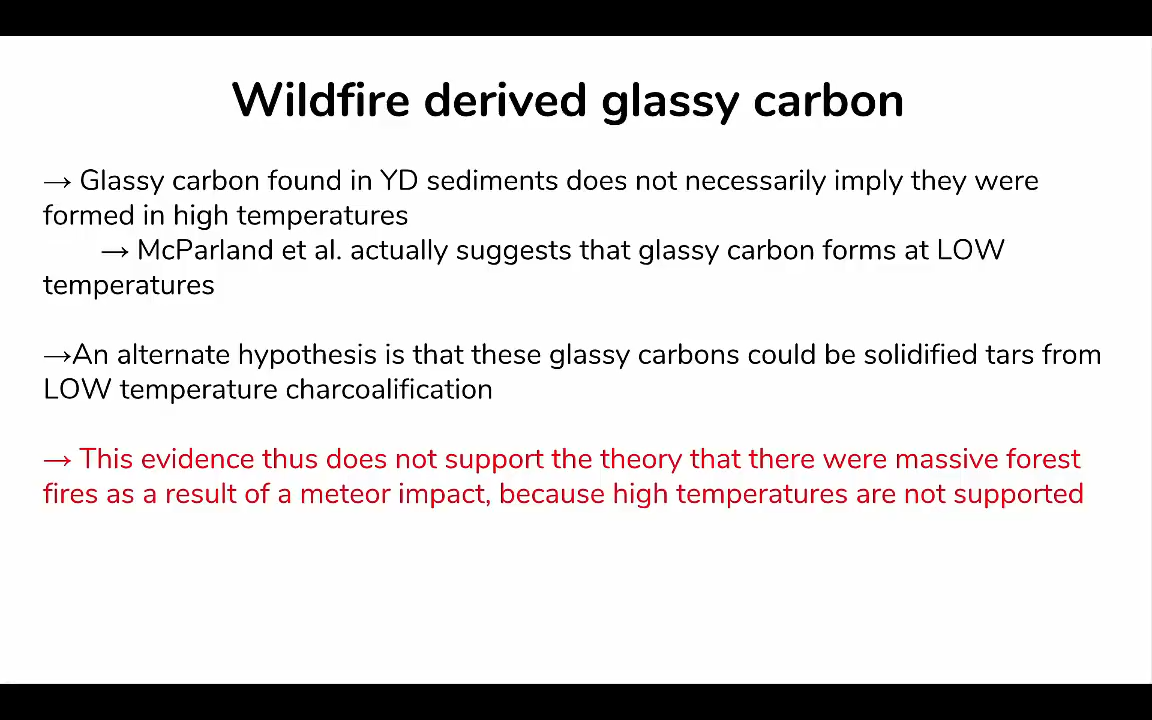 Wildfire derived glassy carbon
→ Glassy carbon found in YD sediments does not necessarily imply they were
formed in high temperatures
→ McParland et al. actually suggests that glassy carbon forms at LOW
temperatures
→An alternate hypothesis is that these glassy carbons could be solidified tars from
LOW temperature charcoalification
→ This evidence thus does not support the theory that there were massive forest
fires as a result of a meteor impact, because high temperatures are not supported